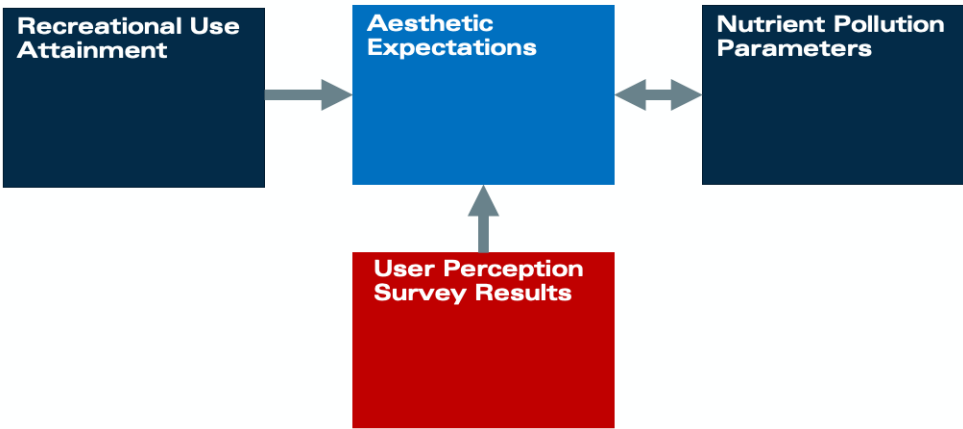 Recreational Use
Attainment
Aesthetic
Expectations
Nutrient Pollution
Parameters
User Perception
Survey Results